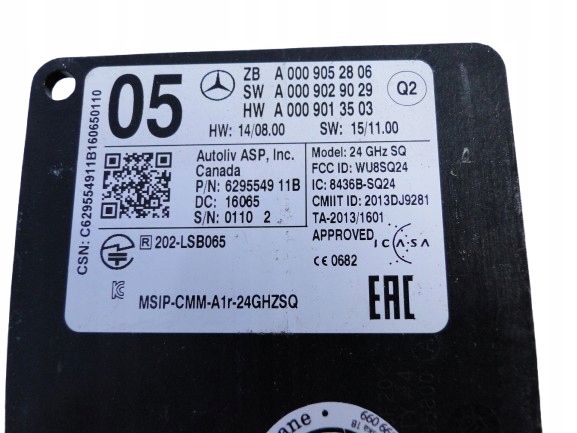 05
ZB A 000 905 28 06
SW A 000 902 90 29
HW A 000 901 35 03
Q2
HW: 14/08.00 SW: 15/11.00
CSN: C629554911B160650110
Autoliv ASP, Inc.
Canada
P/N: 6295549 11B
DC: 16065
S/N: 0110 2
Model: 24 GHz SQ
FCC ID: WU8SQ24
IC: 8436B-SQ24
CMIIT ID: 2013DJ9281
TA-2013/1601
APPROVED
ICASA
R 202-LSB065
CE 0682
MSIP-CMM-A1r-24GHZSQ
EAC